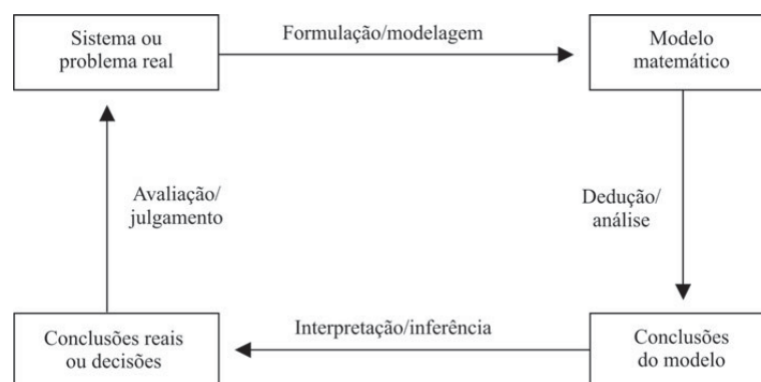 Sistema ou
problema real
Formulação/modelagem
Modelo
matemático
Avaliação/
julgamento
Dedução/
análise
Conclusões reais
ou decisões
Interpretação/inferência
Conclusões
do modelo